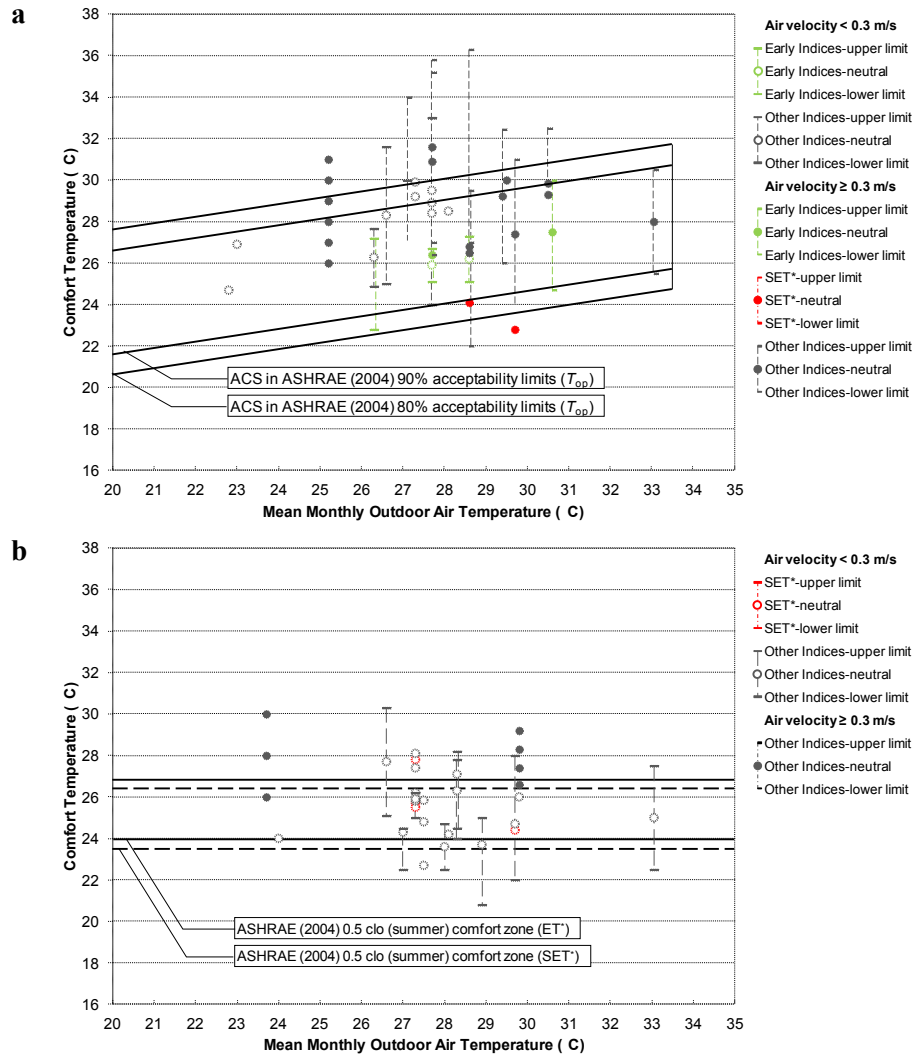 a
38
36
34
32
30
28
26
24
22
20
18
16
Comfort Temperature ( C)
ACS in ASHRAE (2004) 90% acceptability limits (Top)
ACS in ASHRAE (2004) 80% acceptability limits (Top)
20 21 22 23 24 25 26 27 28 29 30 31 32 33 34 35
Mean Monthly Outdoor Air Temperature ( C)
Air velocity < 0.3 m/s
Early Indices-upper limit
Early Indices-neutral
Early Indices-lower limit
Other Indices-upper limit
Other Indices-neutral
Other Indices-lower limit
Air velocity ≥ 0.3 m/s
Early Indices-upper limit
Early Indices-neutral
Early Indices-lower limit
SET*-upper limit
SET*-neutral
SET*-lower limit
Other Indices-upper limit
Other Indices-neutral
Other Indices-lower limit
b
38
36
34
32
30
28
26
24
22
20
18
16
Comfort Temperature ( C)
ASHRAE (2004) 0.5 clo (summer) comfort zone (ET*)
ASHRAE (2004) 0.5 clo (summer) comfort zone (SET*)
20 21 22 23 24 25 26 27 28 29 30 31 32 33 34 35
Mean Monthly Outdoor Air Temperature ( C)
Air velocity < 0.3 m/s
SET*-upper limit
SET*-neutral
SET*-lower limit
Other Indices-upper limit
Other Indices-neutral
Other Indices-lower limit
Air velocity ≥ 0.3 m/s
Other Indices-upper limit
Other Indices-neutral
Other Indices-lower limit